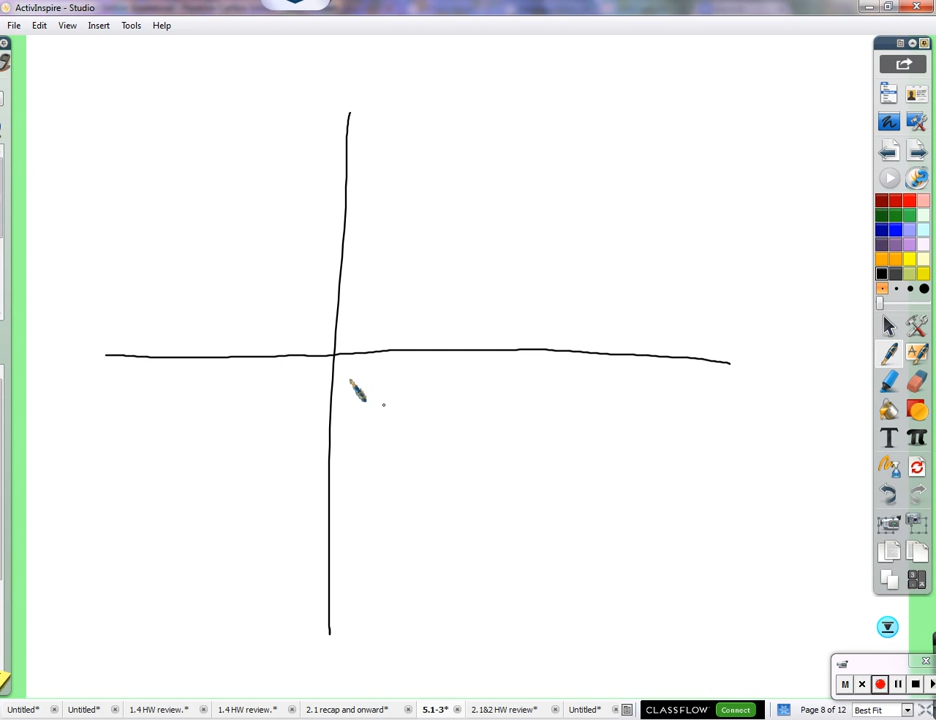 ActivInspire - Studio
File Edit View Insert Tools Help
T π
M
Untitled* Untitled* 1.4 HW review.* 1.4 HW review.* 2.1 recap and onward* 5.1-3* 2.1&2 HW review* Untitled* CLASSFLOW Connect Page 8 of 12 Best Fit